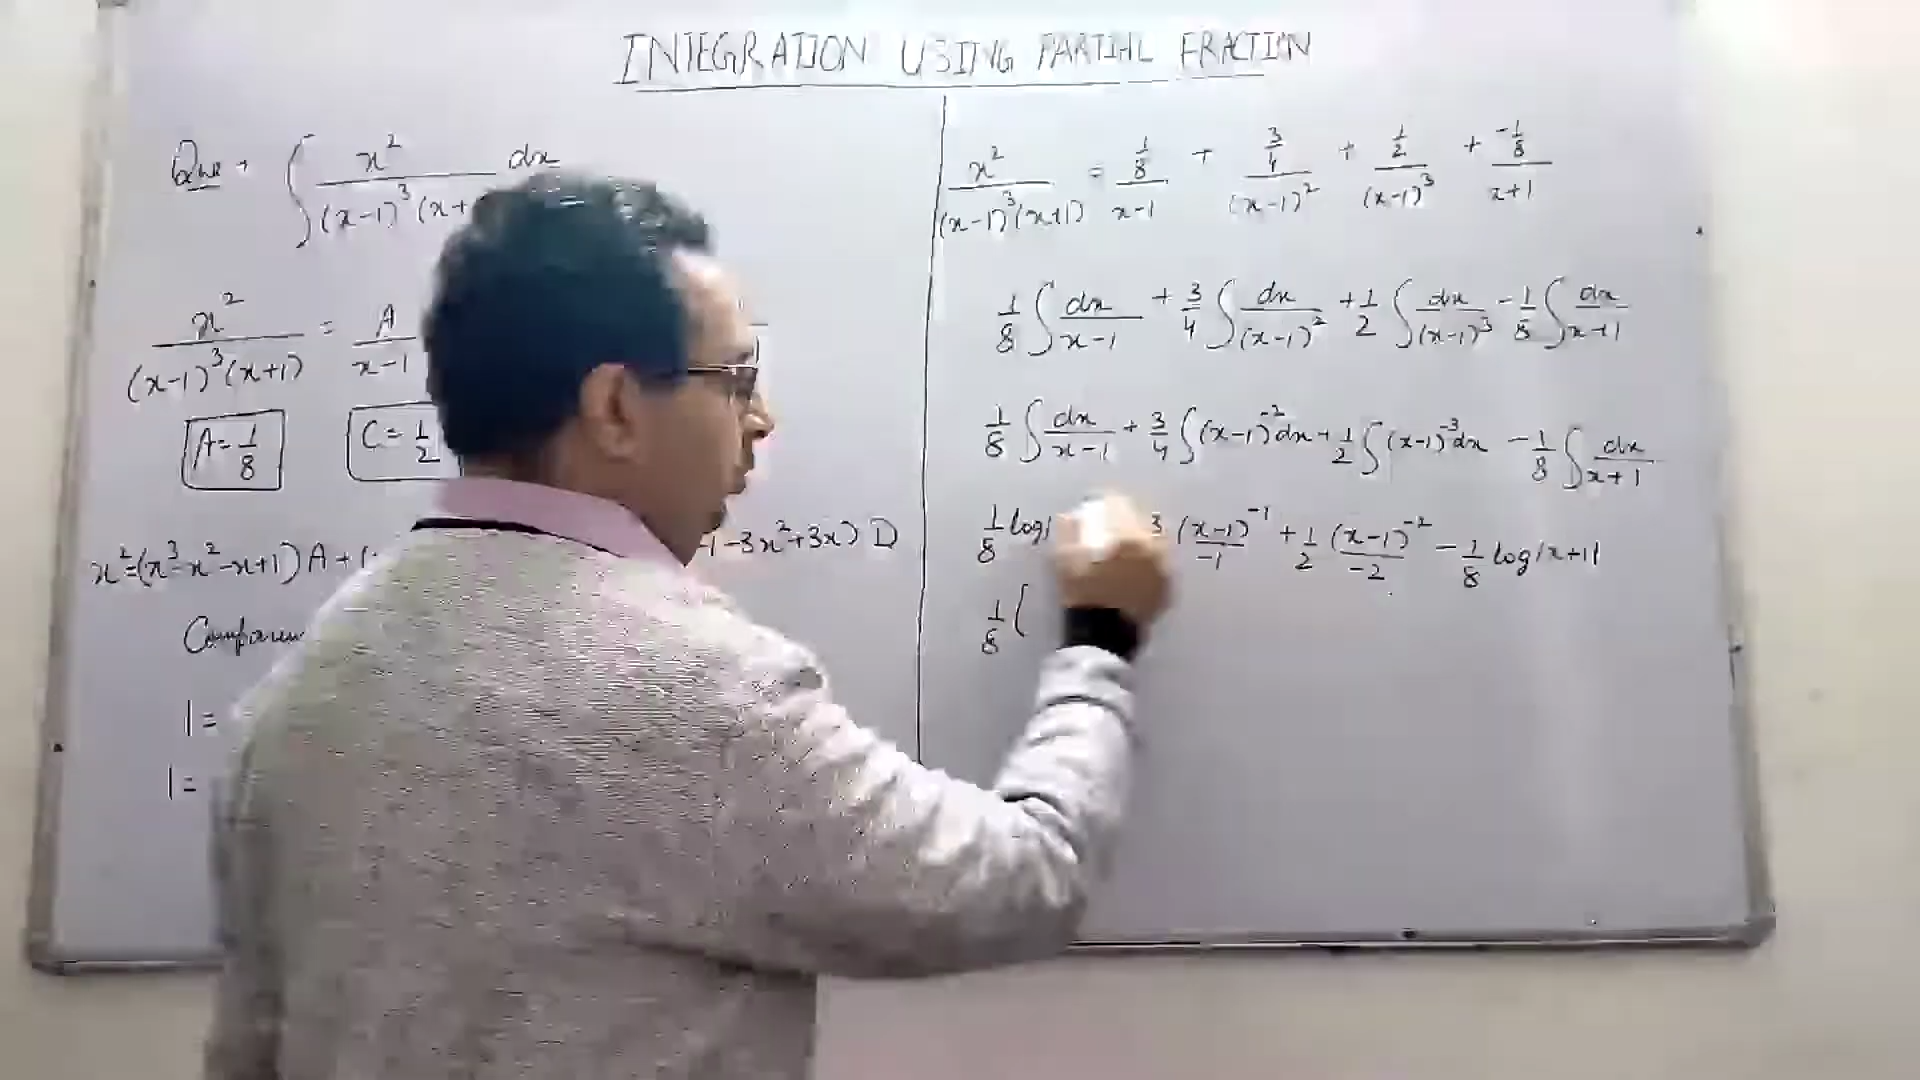 INTEGRATION USING PARTIAL FRACTION
Que → ∫ x² / (x-1)³ (x+ dx
x² / (x-1)³(x+1) = A / x-1
A = 1/8
C = 1/2
x² = (x³-x²-x+1) A + (
-1-3x²+3x) D
1 =
1 =
x² / (x-1)³(x+1) = 1/8 / x-1 + 3/4 / (x-1)² + 1/2 / (x-1)³ + -1/8 / x+1
1/8 ∫ dx / x-1 + 3/4 ∫ dx / (x-1)² + 1/2 ∫ dx / (x-1)³ - 1/8 ∫ dx / x+1
1/8 ∫ dx / x-1 + 3/4 ∫ (x-1)⁻² dx + 1/2 ∫ (x-1)⁻³ dx - 1/8 ∫ dx / x+1
1/8 log| 3 (x-1)⁻¹ / -1 + 1/2 (x-1)⁻² / -2 - 1/8 log|x+1|
1/8 (